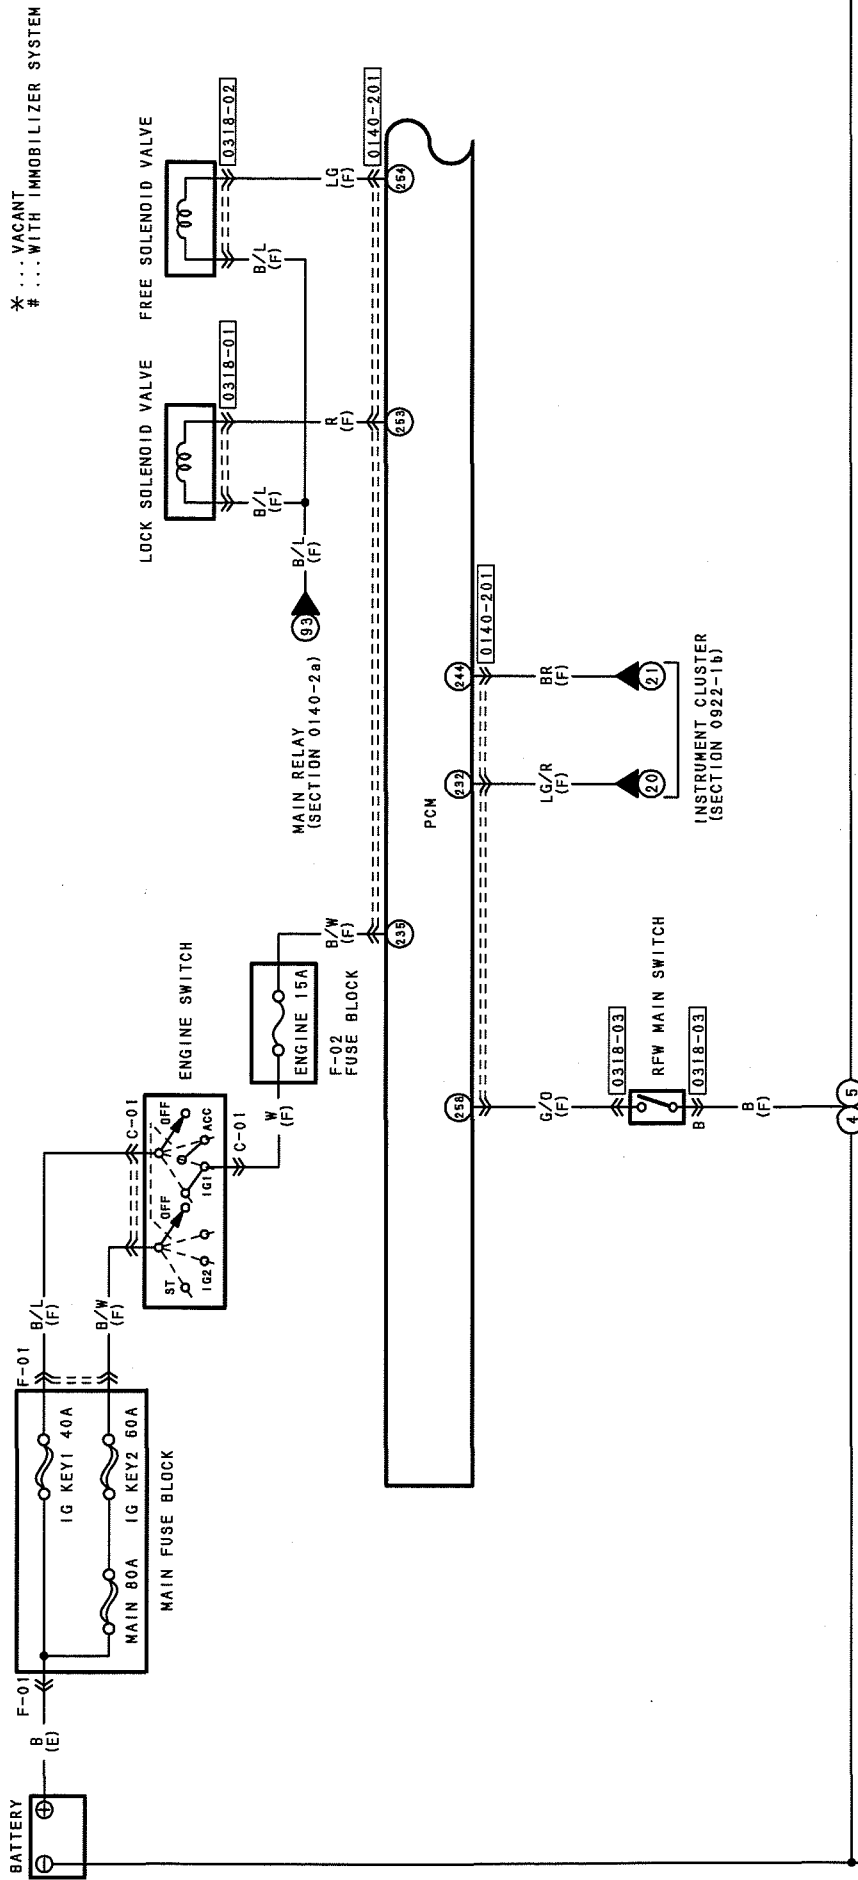 * ... VACANT
# ... WITH IMMOBILIZER SYSTEM
BATTERY
B
(E)
F-01
MAIN 80A
IG KEY1 40A
IG KEY2 60A
MAIN FUSE BLOCK
F-01
B/L
(F)
B/W
(F)
C-01
ENGINE SWITCH
ST
IG2
OFF
IG1
OFF
ACC
C-01
W
(F)
ENGINE 15A
F-02
FUSE BLOCK
B/W
(F)
235
MAIN RELAY
(SECTION 0140-2a)
93
B/L
(F)
LOCK SOLENOID VALVE
0318-01
B/L
(F)
R
(F)
253
FREE SOLENOID VALVE
0318-02
B/L
(F)
LG
(F)
254
0140-201
PCM
258
232
244
0140-201
G/O
(F)
0318-03
RFW MAIN SWITCH
0318-03
B
B
(F)
4
5
LG/R
(F)
BR
(F)
20
21
INSTRUMENT CLUSTER
(SECTION 0922-1b)